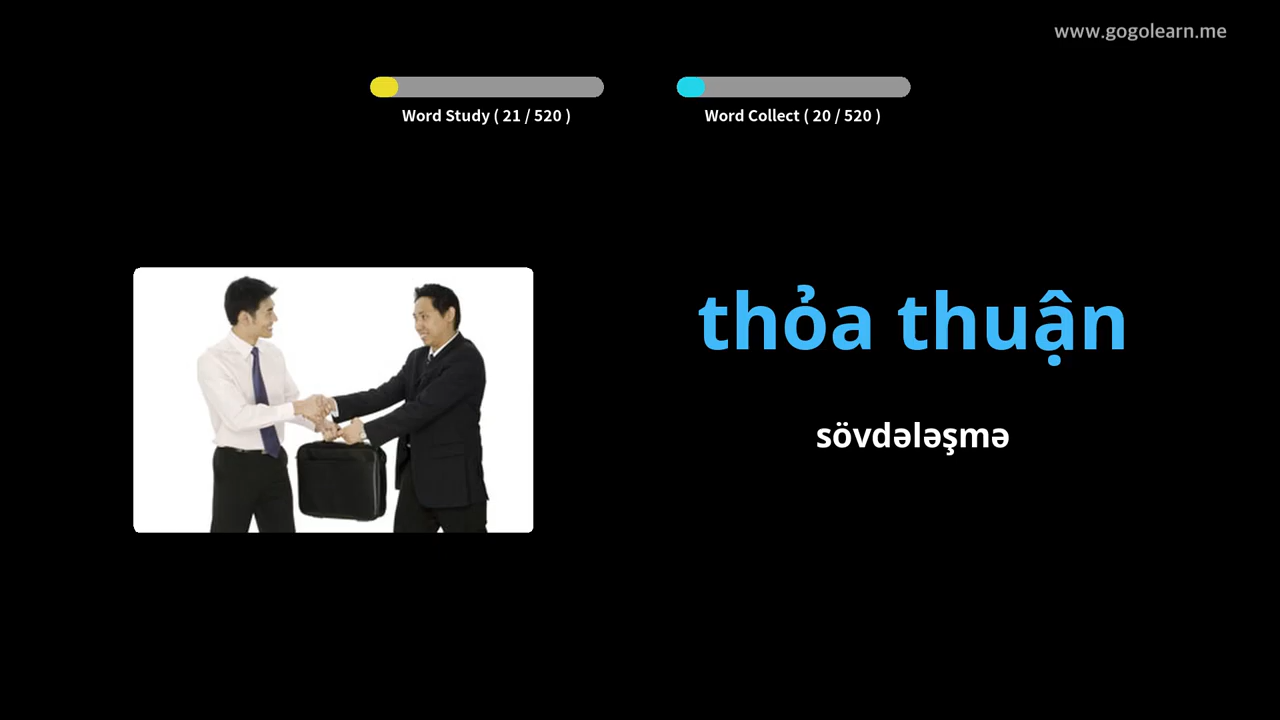 www.gogolearn.me
Word Study ( 21 / 520 )
Word Collect ( 20 / 520 )
thỏa thuận
sövdələşmə